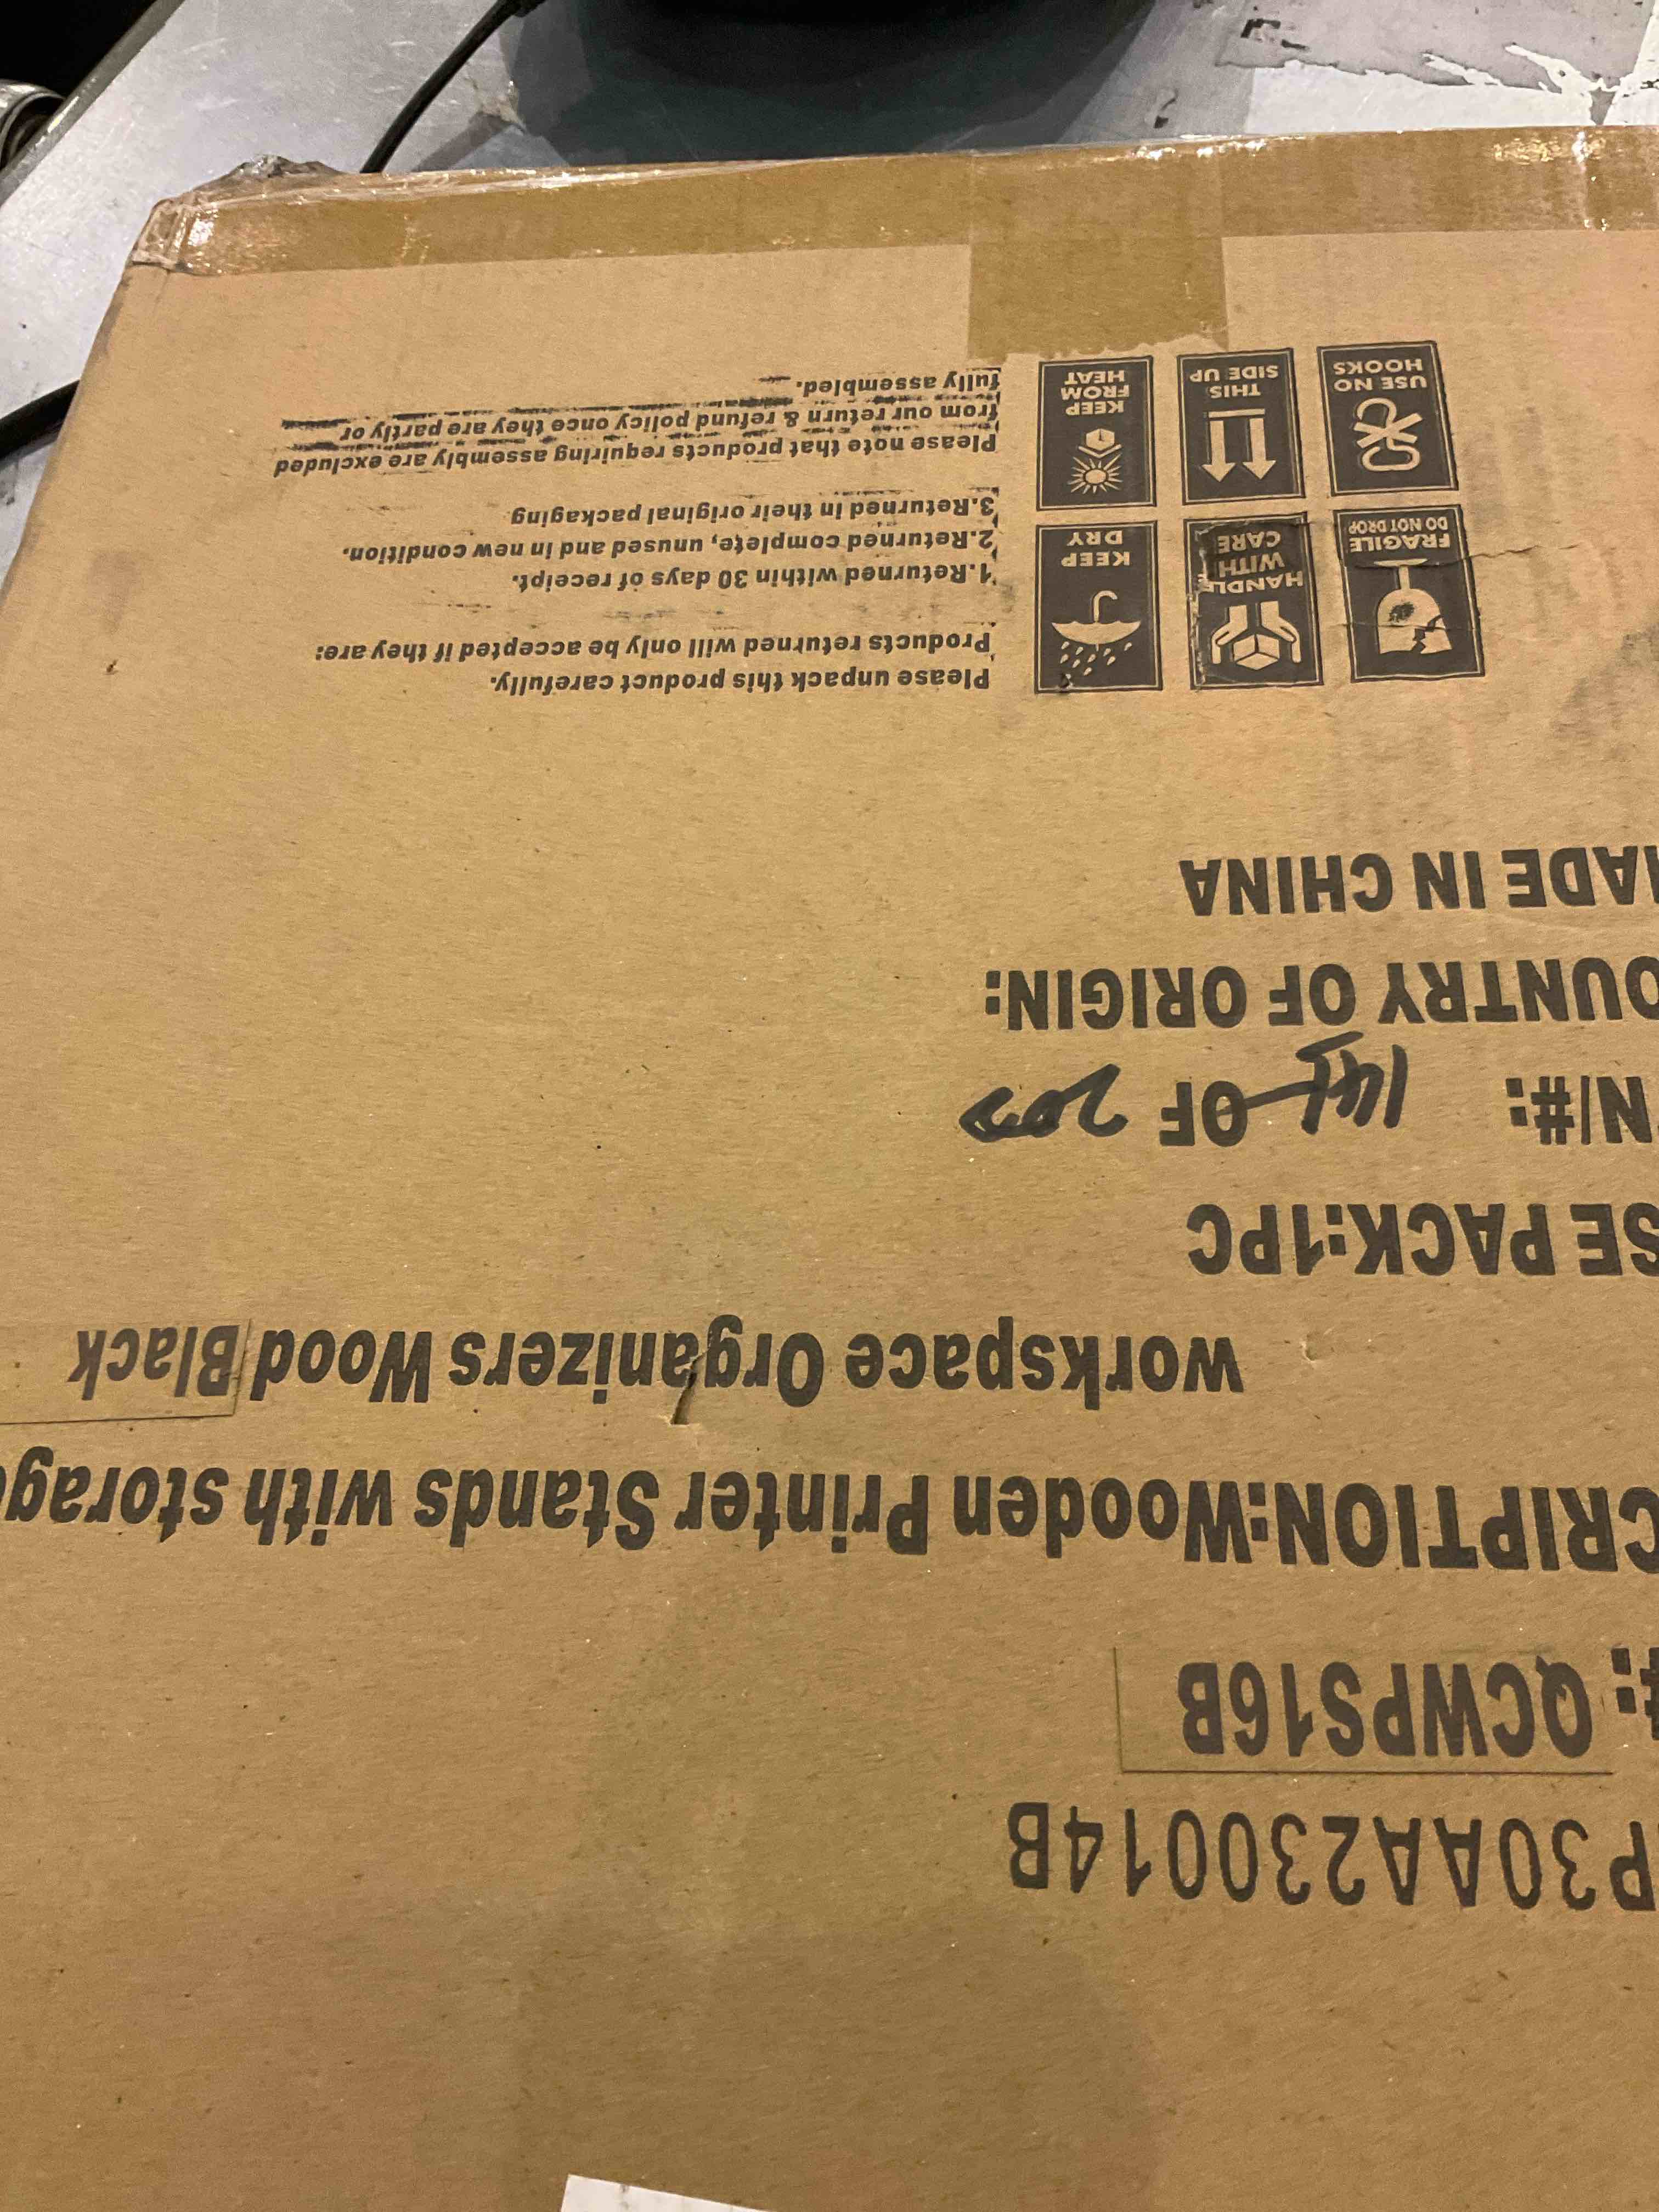 P30AA230014B
#: QCWPS16B
CRIPTION:Wooden Printer Stands with storag
workspace Organizers Wood Black
SE PACK:1PC
N/#: OF 200
OUNTRY OF ORIGIN:
MADE IN CHINA
FRAGILE
DO NOT DROP
HANDLE
WITH
CARE
KEEP
DRY
USE NO
HOOKS
THIS
SIDE UP
KEEP
FROM
HEAT
Please unpack this product carefully.
Products returned will only be accepted if they are:
1.Returned within 30 days of receipt.
2.Returned complete, unused and in new condition.
3.Returned in their original packaging
Please note that products requiring assembly are excluded
from our return & refund policy once they are partly or
fully assembled.